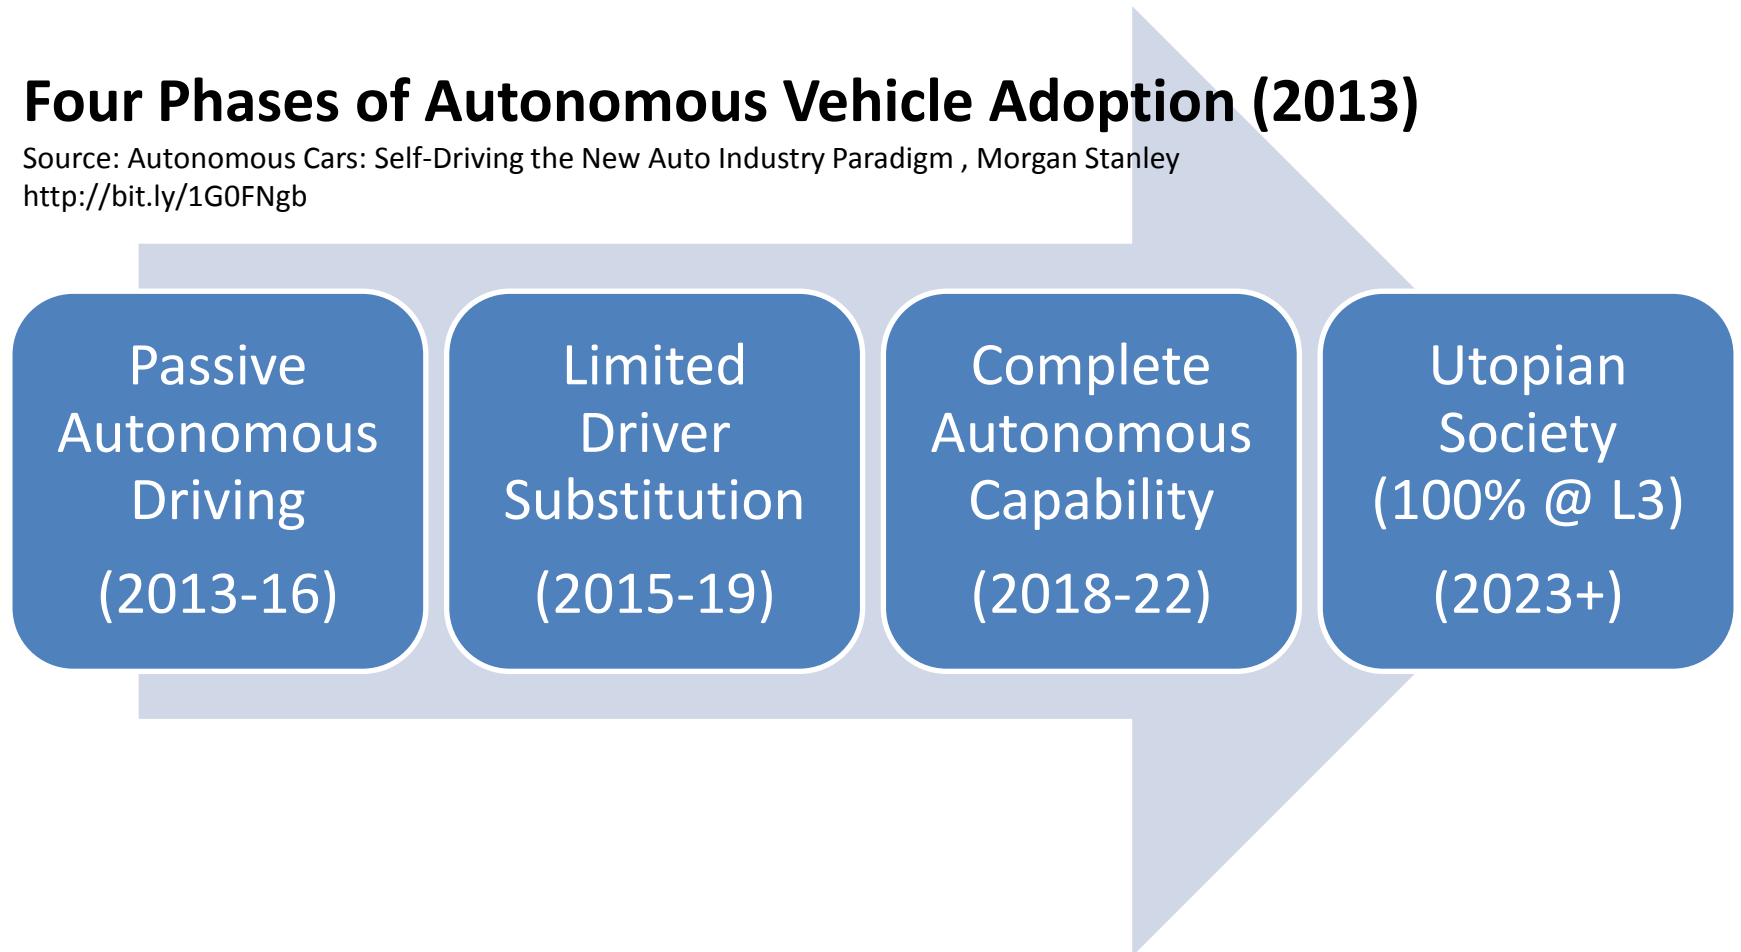 Four Phases of Autonomous Vehicle Adoption (2013)
Source: Autonomous Cars: Self-Driving the New Auto Industry Paradigm , Morgan Stanley
http://bit.ly/1G0FNgb
Passive
Autonomous
Driving
(2013-16)
Limited
Driver
Substitution
(2015-19)
Complete
Autonomous
Capability
(2018-22)
Utopian
Society
(100% @ L3)
(2023+)